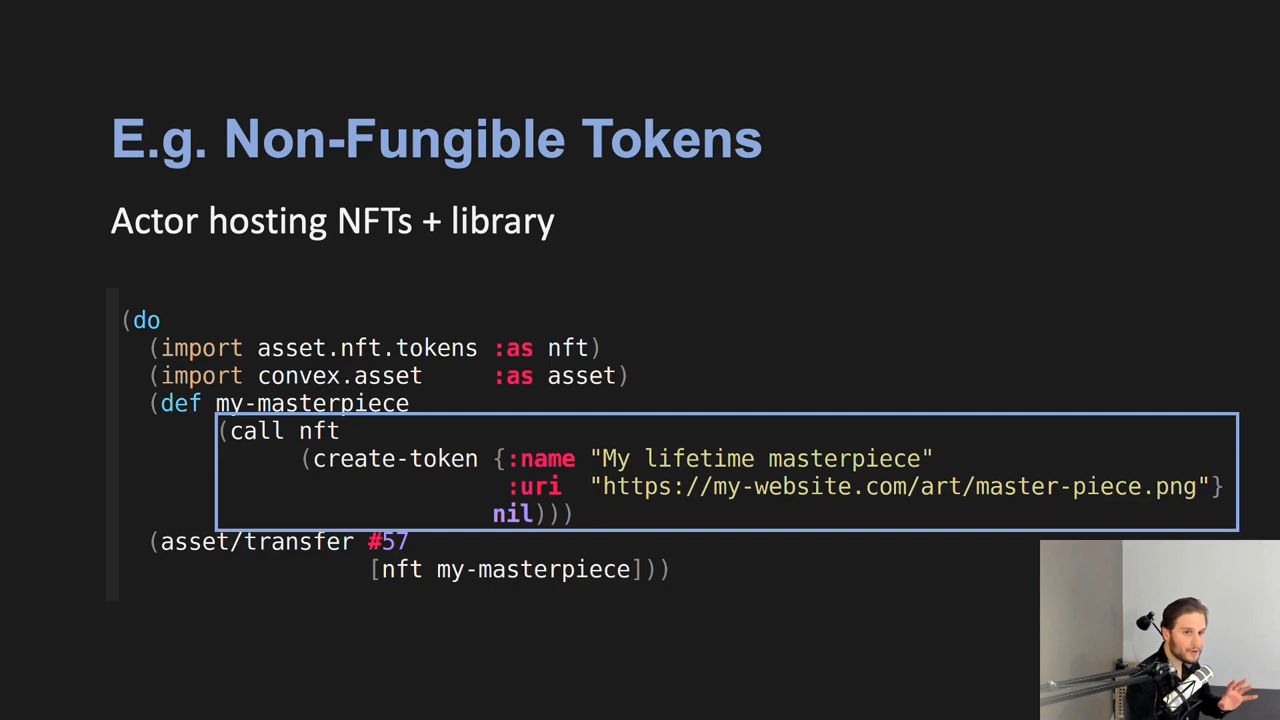 E.g. Non-Fungible Tokens
Actor hosting NFTs + library
(do
  (import asset.nft.tokens :as nft)
  (import convex.asset     :as asset)
  (def my-masterpiece
       (call nft
             (create-token {:name "My lifetime masterpiece"
                            :uri  "https://my-website.com/art/master-piece.png"}
                           nil)))
  (asset/transfer #57
                  [nft my-masterpiece]))